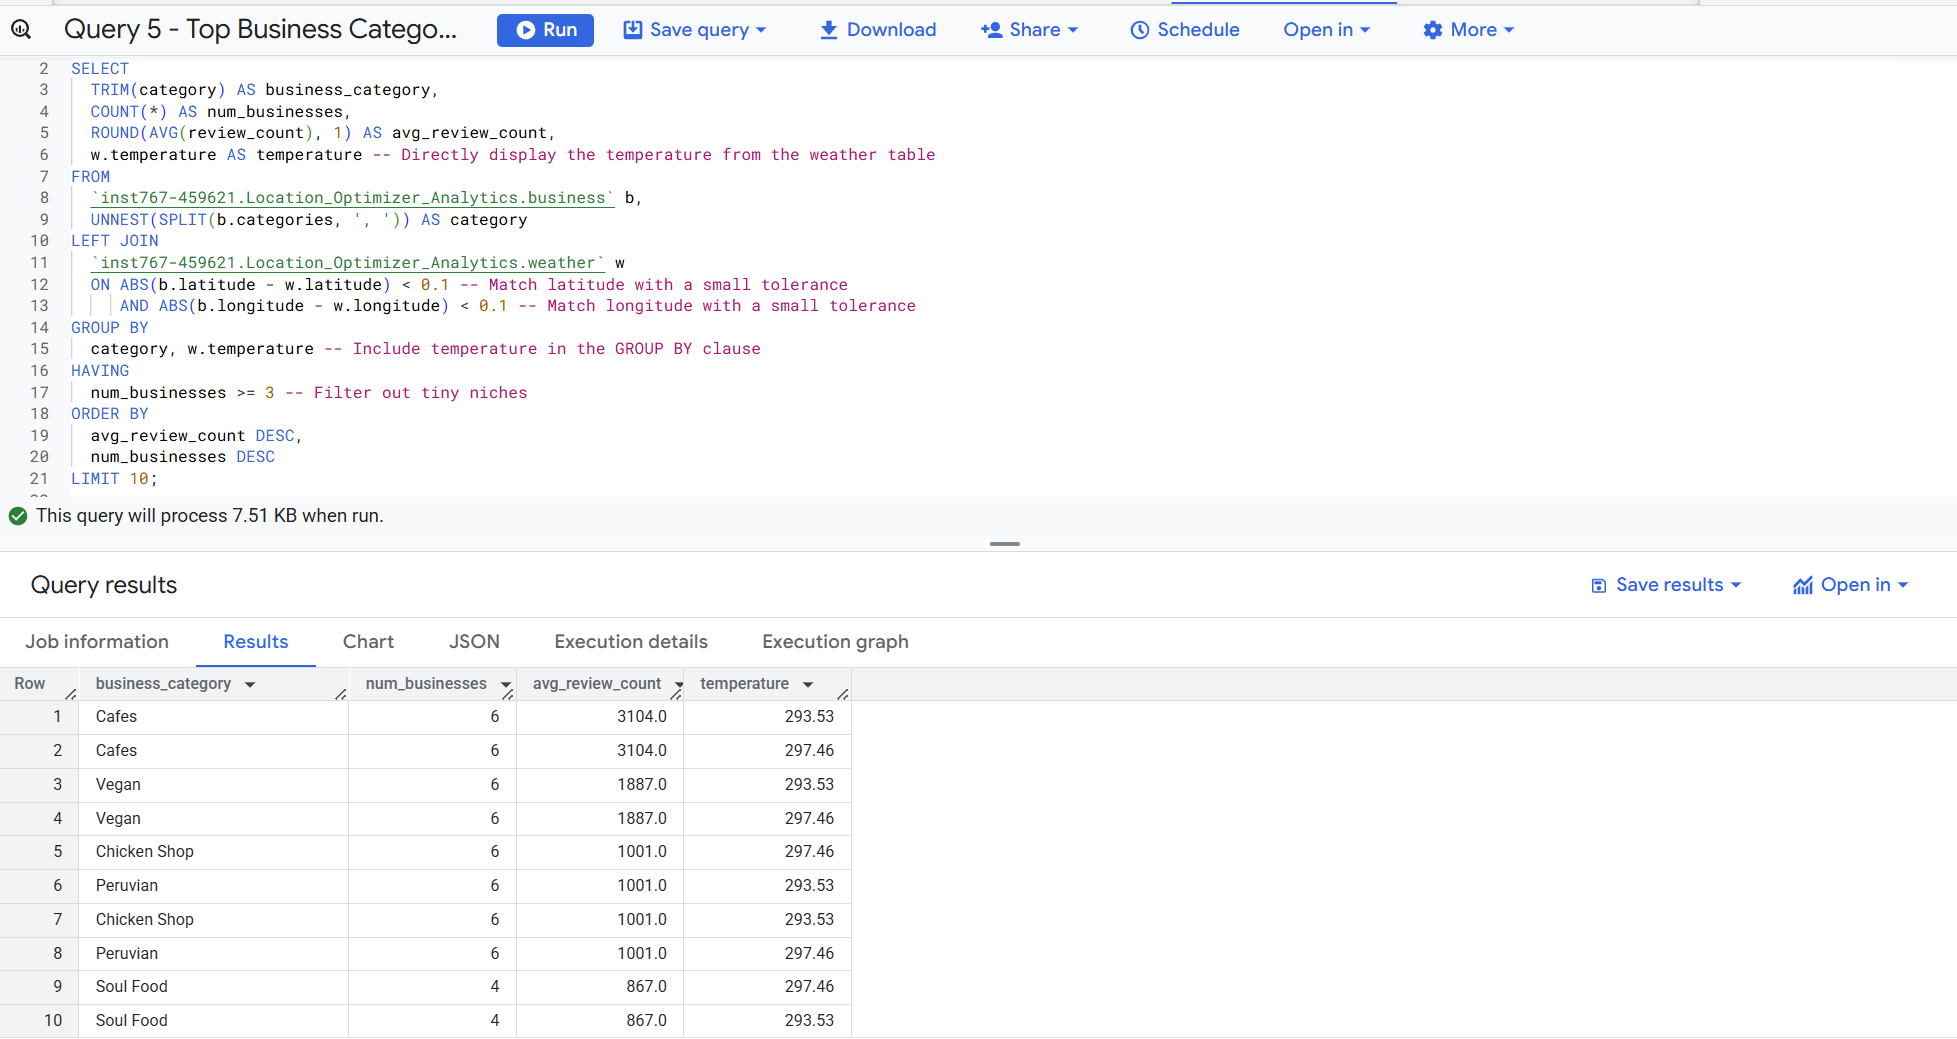 Query 5 - Top Business Catego... Run Save query Download Share Schedule Open in More
2 SELECT
3 TRIM(category) AS business_category,
4 COUNT(*) AS num_businesses,
5 ROUND(AVG(review_count), 1) AS avg_review_count,
6 w.temperature AS temperature -- Directly display the temperature from the weather table
7 FROM
8 `inst767-459621.Location_Optimizer_Analytics.business` b,
9 UNNEST(SPLIT(b.categories, ', ')) AS category
10 LEFT JOIN
11 `inst767-459621.Location_Optimizer_Analytics.weather` w
12 ON ABS(b.latitude - w.latitude) < 0.1 -- Match latitude with a small tolerance
13 AND ABS(b.longitude - w.longitude) < 0.1 -- Match longitude with a small tolerance
14 GROUP BY
15 category, w.temperature -- Include temperature in the GROUP BY clause
16 HAVING
17 num_businesses >= 3 -- Filter out tiny niches
18 ORDER BY
19 avg_review_count DESC,
20 num_businesses DESC
21 LIMIT 10;
This query will process 7.51 KB when run.
Query results Save results Open in
Job information Results Chart JSON Execution details Execution graph
Row business_category num_businesses avg_review_count temperature
1 Cafes 6 3104.0 293.53
2 Cafes 6 3104.0 297.46
3 Vegan 6 1887.0 293.53
4 Vegan 6 1887.0 297.46
5 Chicken Shop 6 1001.0 297.46
6 Peruvian 6 1001.0 293.53
7 Chicken Shop 6 1001.0 293.53
8 Peruvian 6 1001.0 297.46
9 Soul Food 4 867.0 297.46
10 Soul Food 4 867.0 293.53